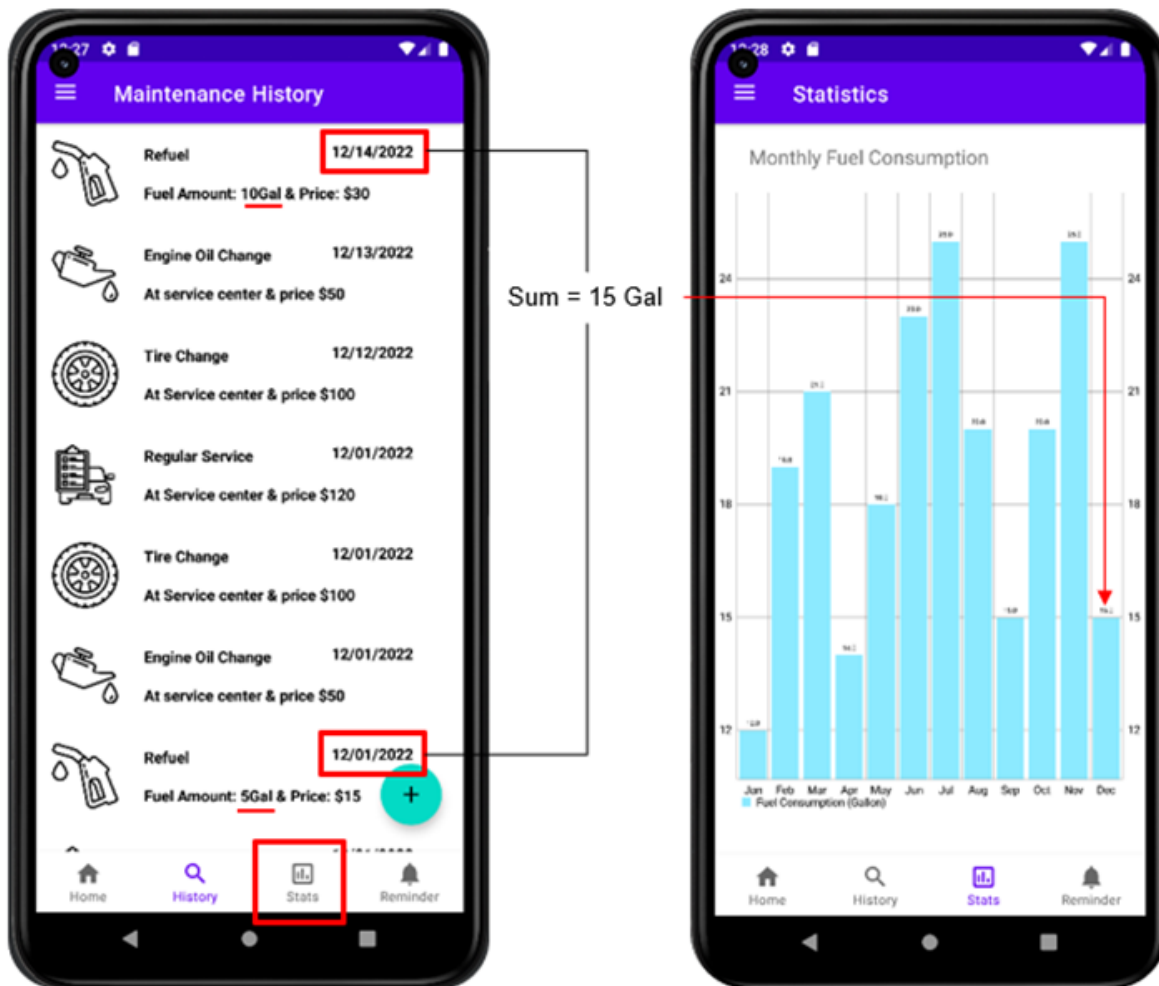 12:27
Maintenance History
Refuel
12/14/2022
Fuel Amount: 10Gal & Price: $30
Engine Oil Change
12/13/2022
At service center & price $50
Tire Change
12/12/2022
At Service center & price $100
Regular Service
12/01/2022
At Service center & price $120
Tire Change
12/01/2022
At Service center & price $100
Engine Oil Change
12/01/2022
At service center & price $50
Refuel
12/01/2022
Fuel Amount: 5Gal & Price: $15
+
Home
History
Stats
Reminder
Sum = 15 Gal
12:28
Statistics
Monthly Fuel Consumption
24
24
21
21
18
18
15
15
12
12
Jan Feb Mar Apr May Jun Jul Aug Sep Oct Nov Dec
Fuel Consumption (Gallon)
Home
History
Stats
Reminder